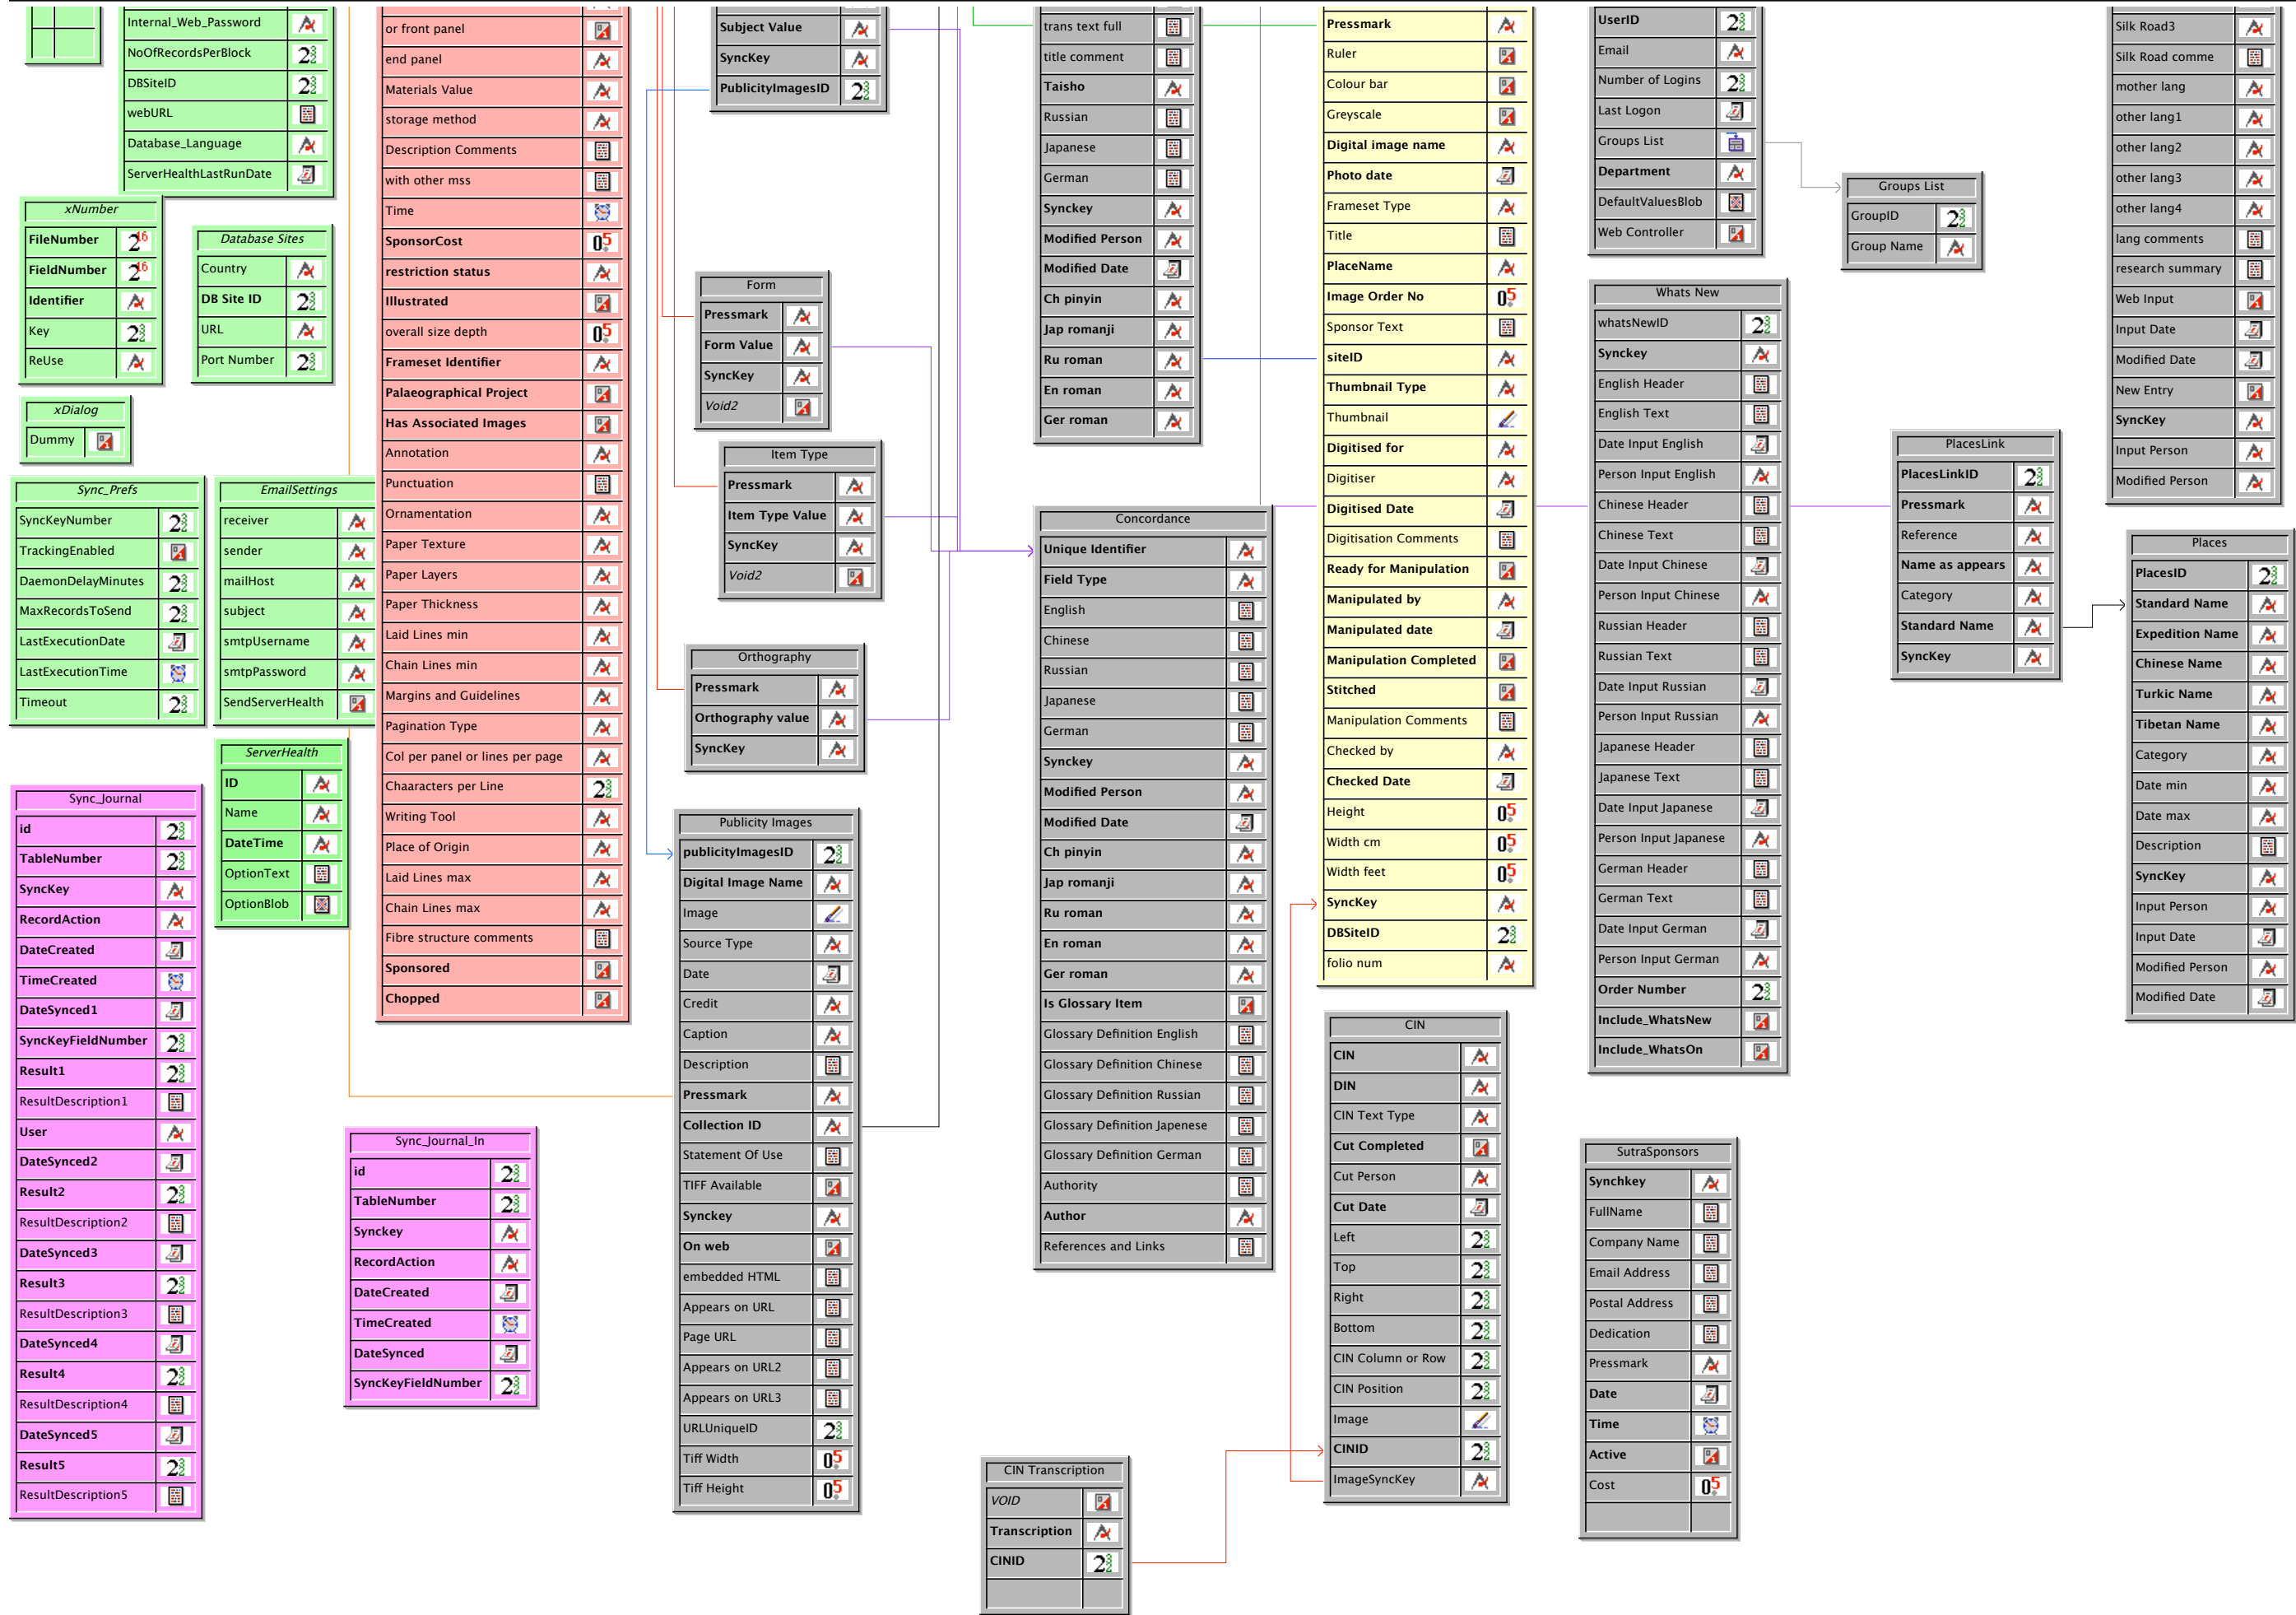 Internal_Web_Password
NoOfRecordsPerBlock
DBSiteID
webURL
Database_Language
ServerHealthLastRunDate
xNumber
FileNumber
FieldNumber
Identifier
Key
ReUse
Database Sites
Country
DB Site ID
URL
Port Number
xDialog
Dummy
Sync_Prefs
SyncKeyNumber
TrackingEnabled
DaemonDelayMinutes
MaxRecordsToSend
LastExecutionDate
LastExecutionTime
Timeout
EmailSettings
receiver
sender
mailHost
subject
smtpUsername
smtpPassword
SendServerHealth
ServerHealth
ID
Name
DateTime
OptionText
OptionBlob
Sync_Journal
id
TableNumber
SyncKey
RecordAction
DateCreated
TimeCreated
DateSynced1
SyncKeyFieldNumber
Result1
ResultDescription1
User
DateSynced2
Result2
ResultDescription2
DateSynced3
Result3
ResultDescription3
DateSynced4
Result4
ResultDescription4
DateSynced5
Result5
ResultDescription5
Sync_Journal_In
id
TableNumber
Synckey
RecordAction
DateCreated
TimeCreated
DateSynced
SyncKeyFieldNumber
or front panel
end panel
Materials Value
storage method
Description Comments
with other mss
Time
SponsorCost
restriction status
Illustrated
overall size depth
Frameset Identifier
Palaeographical Project
Has Associated Images
Annotation
Punctuation
Ornamentation
Paper Texture
Paper Layers
Paper Thickness
Laid Lines min
Chain Lines min
Margins and Guidelines
Pagination Type
Col per panel or lines per page
Chaaracters per Line
Writing Tool
Place of Origin
Laid Lines max
Chain Lines max
Fibre structure comments
Sponsored
Chopped
Subject Value
SyncKey
PublicityImagesID
Form
Pressmark
Form Value
SyncKey
Void2
Item Type
Pressmark
Item Type Value
SyncKey
Void2
Orthography
Pressmark
Orthography value
SyncKey
Publicity Images
publicityImagesID
Digital Image Name
Image
Source Type
Date
Credit
Caption
Description
Pressmark
Collection ID
Statement Of Use
TIFF Available
Synckey
On web
embedded HTML
Appears on URL
Page URL
Appears on URL2
Appears on URL3
URLUniqueID
Tiff Width
Tiff Height
trans text full
title comment
Taisho
Russian
Japanese
German
Synckey
Modified Person
Modified Date
Ch pinyin
Jap romanji
Ru roman
En roman
Ger roman
Concordance
Unique Identifier
Field Type
English
Chinese
Russian
Japanese
German
Synckey
Modified Person
Modified Date
Ch pinyin
Jap romanji
Ru roman
En roman
Ger roman
Is Glossary Item
Glossary Definition English
Glossary Definition Chinese
Glossary Definition Russian
Glossary Definition Japenese
Glossary Definition German
Authority
Author
References and Links
CIN Transcription
VOID
Transcription
CINID
Pressmark
Ruler
Colour bar
Greyscale
Digital image name
Photo date
Frameset Type
Title
PlaceName
Image Order No
Sponsor Text
siteID
Thumbnail Type
Thumbnail
Digitised for
Digitiser
Digitised Date
Digitisation Comments
Ready for Manipulation
Manipulated by
Manipulated date
Manipulation Completed
Stitched
Manipulation Comments
Checked by
Checked Date
Height
Width cm
Width feet
SyncKey
DBSiteID
folio num
CIN
CIN
DIN
CIN Text Type
Cut Completed
Cut Person
Cut Date
Left
Top
Right
Bottom
CIN Column or Row
CIN Position
Image
CINID
ImageSyncKey
UserID
Email
Number of Logins
Last Logon
Groups List
Department
DefaultValuesBlob
Web Controller
Groups List
GroupID
Group Name
Whats New
whatsNewID
Synckey
English Header
English Text
Date Input English
Person Input English
Chinese Header
Chinese Text
Date Input Chinese
Person Input Chinese
Russian Header
Russian Text
Date Input Russian
Person Input Russian
Japanese Header
Japanese Text
Date Input Japanese
Person Input Japanese
German Header
German Text
Date Input German
Person Input German
Order Number
Include_WhatsNew
Include_WhatsOn
SutraSponsors
Synchkey
FullName
Company Name
Email Address
Postal Address
Dedication
Pressmark
Date
Time
Active
Cost
PlacesLink
PlacesLinkID
Pressmark
Reference
Name as appears
Category
Standard Name
SyncKey
Silk Road3
Silk Road comme
mother lang
other lang1
other lang2
other lang3
other lang4
lang comments
research summary
Web Input
Input Date
Modified Date
New Entry
SyncKey
Input Person
Modified Person
Places
PlacesID
Standard Name
Expedition Name
Chinese Name
Turkic Name
Tibetan Name
Category
Date min
Date max
Description
SyncKey
Input Person
Input Date
Modified Person
Modified Date